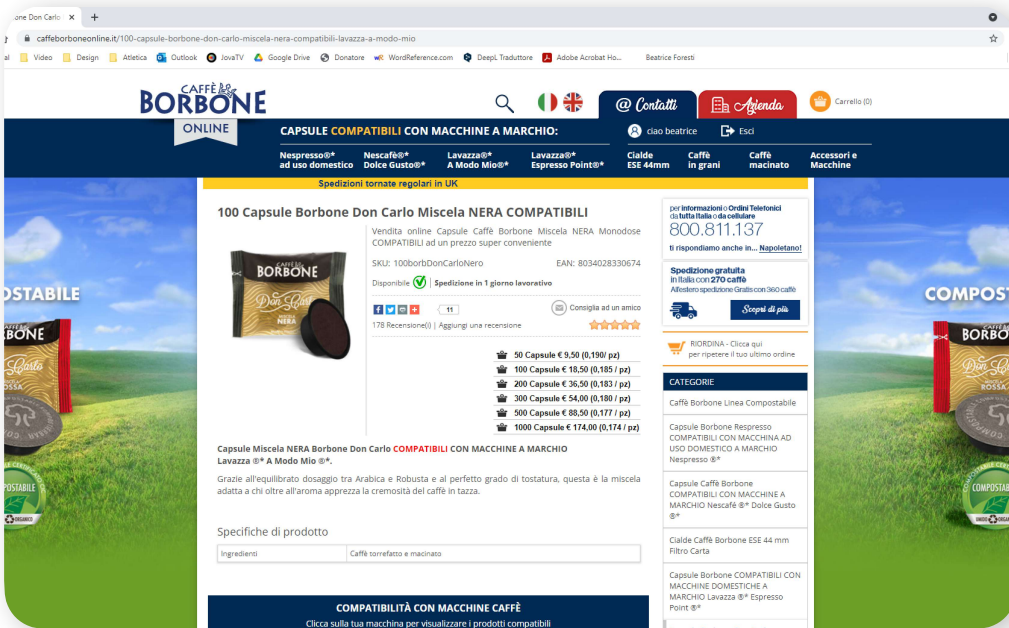 one Don Carlo
caffeborboneonline.it/100-capsule-borbone-don-carlo-miscela-nera-compatibili-lavazza-a-modo-mio
Video Design Atletica Outlook JovaTV Google Drive Donatore WordReference.com DeepL Traduttore Adobe Acrobat Ho... Beatrice Foresti
CAFFÈ
BORBONE
ONLINE
@ Contatti
Azienda
Carrello (0)
CAPSULE COMPATIBILI CON MACCHINE A MARCHIO:
ciao beatrice
Esci
Nespresso®*
ad uso domestico
Nescafè®*
Dolce Gusto®*
Lavazza®*
A Modo Mio®*
Lavazza®*
Espresso Point®*
Cialde
ESE 44mm
Caffè
in grani
Caffè
macinato
Accessori e
Macchine
Spedizioni tornate regolari in UK
100 Capsule Borbone Don Carlo Miscela NERA COMPATIBILI
CAFFÈ
BORBONE
Don Carlo
MISCELA
NERA
Vendita online Capsule Caffè Borbone Miscela NERA Monodose
COMPATIBILI ad un prezzo super conveniente
SKU: 100borbDonCarloNero
EAN: 8034028330674
Disponibile
Spedizione in 1 giorno lavorativo
11
Consiglia ad un amico
178 Recensione(i) | Aggiungi una recensione
50 Capsule € 9,50 (0,190/ pz)
100 Capsule € 18,50 (0,185 / pz)
200 Capsule € 36,50 (0,183 / pz)
300 Capsule € 54,00 (0,180 / pz)
500 Capsule € 88,50 (0,177 / pz)
1000 Capsule € 174,00 (0,174 / pz)
Capsule Miscela NERA Borbone Don Carlo COMPATIBILI CON MACCHINE A MARCHIO
Lavazza ®* A Modo Mio ®*.
Grazie all'equilibrato dosaggio tra Arabica e Robusta e al perfetto grado di tostatura, questa è la miscela
adatta a chi oltre all'aroma apprezza la cremosità del caffè in tazza.
Specifiche di prodotto
Ingredienti
Caffè torrefatto e macinato
COMPATIBILITÀ CON MACCHINE CAFFÈ
Clicca sulla tua macchina per visualizzare i prodotti compatibili
per informazioni o Ordini Telefonici
da tutta Italia o da cellulare
800.811.137
ti rispondiamo anche in... Napoletano!
Spedizione gratuita
in Italia con 270 caffè
All'estero spedizione Gratis con 360 caffè
Scopri di più
RIORDINA - Clicca qui
per ripetere il tuo ultimo ordine
CATEGORIE
Caffè Borbone Linea Compostabile
Capsule Borbone Respresso
COMPATIBILI CON MACCHINA AD
USO DOMESTICO A MARCHIO
Nespresso ®*
Capsule Caffè Borbone
COMPATIBILI CON MACCHINE A
MARCHIO Nescafé ®* Dolce Gusto
®*
Cialde Caffè Borbone ESE 44 mm
Filtro Carta
Capsule Borbone COMPATIBILI CON
MACCHINE DOMESTICHE A
MARCHIO Lavazza ®* Espresso
Point ®*
OSTABILE
BONE
COMPOST
BORBO
ROSSA
COMPOSTAB